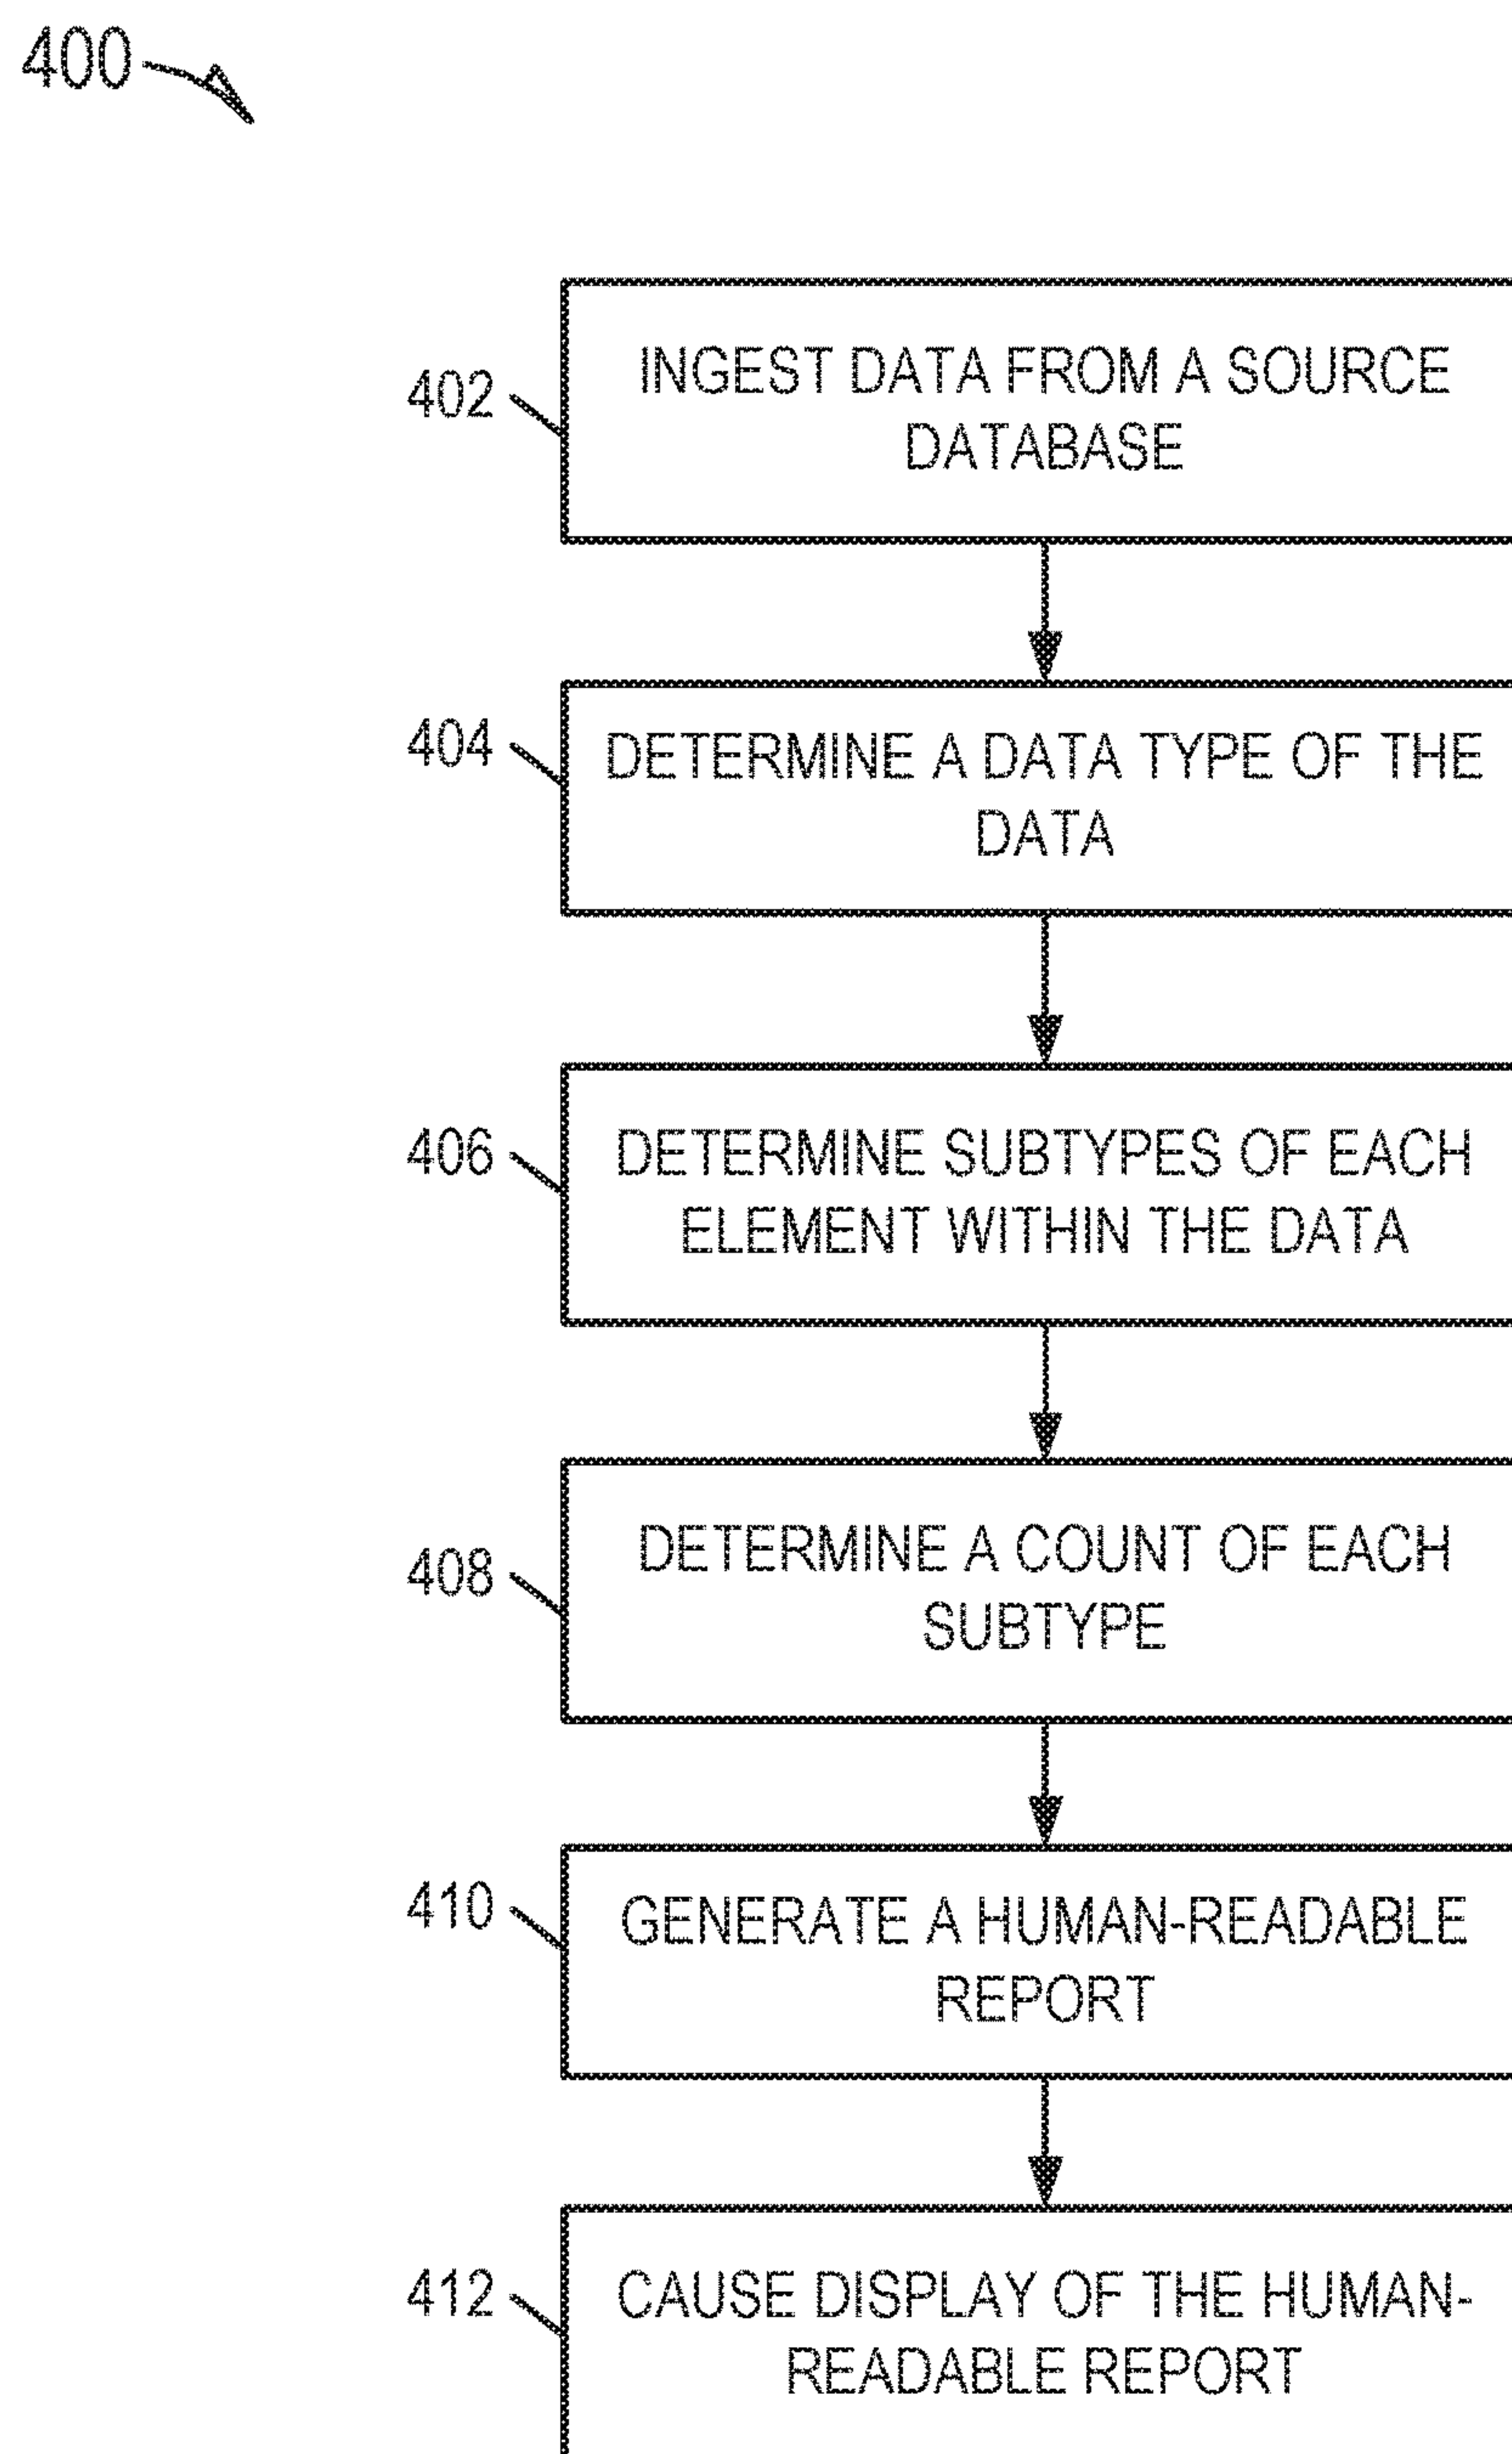 400
402
INGEST DATA FROM A SOURCE
DATABASE
404
DETERMINE A DATA TYPE OF THE
DATA
406
DETERMINE SUBTYPES OF EACH
ELEMENT WITHIN THE DATA
408
DETERMINE A COUNT OF EACH
SUBTYPE
410
GENERATE A HUMAN-READABLE
REPORT
412
CAUSE DISPLAY OF THE HUMAN-
READABLE REPORT